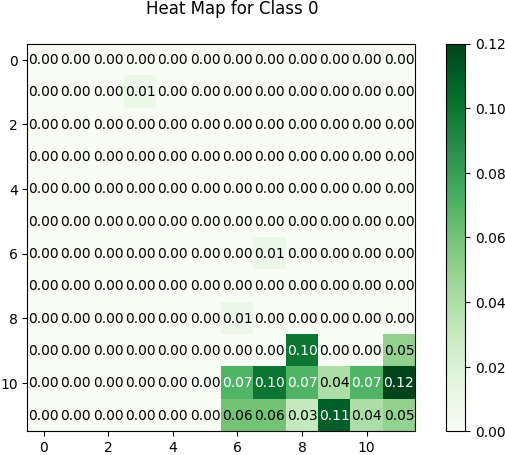 Heat Map for Class 0
0 0.00 0.00 0.00 0.00 0.00 0.00 0.00 0.00 0.00 0.00 0.00 0.00 0.12
0.00 0.00 0.00 0.01 0.00 0.00 0.00 0.00 0.00 0.00 0.00 0.00
2 0.00 0.00 0.00 0.00 0.00 0.00 0.00 0.00 0.00 0.00 0.00 0.00 0.10
0.00 0.00 0.00 0.00 0.00 0.00 0.00 0.00 0.00 0.00 0.00 0.00
4 0.00 0.00 0.00 0.00 0.00 0.00 0.00 0.00 0.00 0.00 0.00 0.00 0.08
0.00 0.00 0.00 0.00 0.00 0.00 0.00 0.00 0.00 0.00 0.00 0.00
6 0.00 0.00 0.00 0.00 0.00 0.00 0.00 0.01 0.00 0.00 0.00 0.00 0.06
0.00 0.00 0.00 0.00 0.00 0.00 0.00 0.00 0.00 0.00 0.00 0.00
8 0.00 0.00 0.00 0.00 0.00 0.00 0.01 0.00 0.00 0.00 0.00 0.00 0.04
0.00 0.00 0.00 0.00 0.00 0.00 0.00 0.00 0.10 0.00 0.00 0.05
10 0.00 0.00 0.00 0.00 0.00 0.00 0.07 0.10 0.07 0.04 0.07 0.12 0.02
0.00 0.00 0.00 0.00 0.00 0.00 0.06 0.06 0.03 0.11 0.04 0.05 0.00
0 2 4 6 8 10